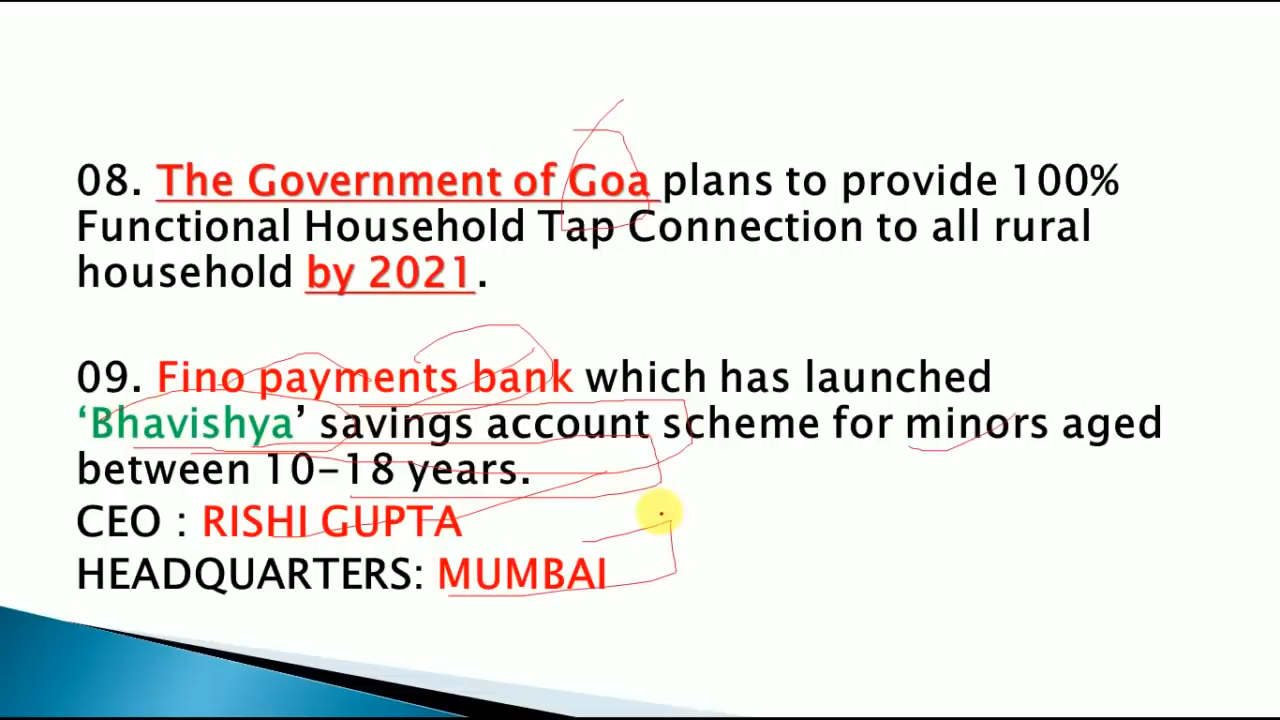 08. The Government of Goa plans to provide 100%
Functional Household Tap Connection to all rural
household by 2021.
09. Fino payments bank which has launched
‘Bhavishya’ savings account scheme for minors aged
between 10-18 years.
CEO : RISHI GUPTA
HEADQUARTERS: MUMBAI